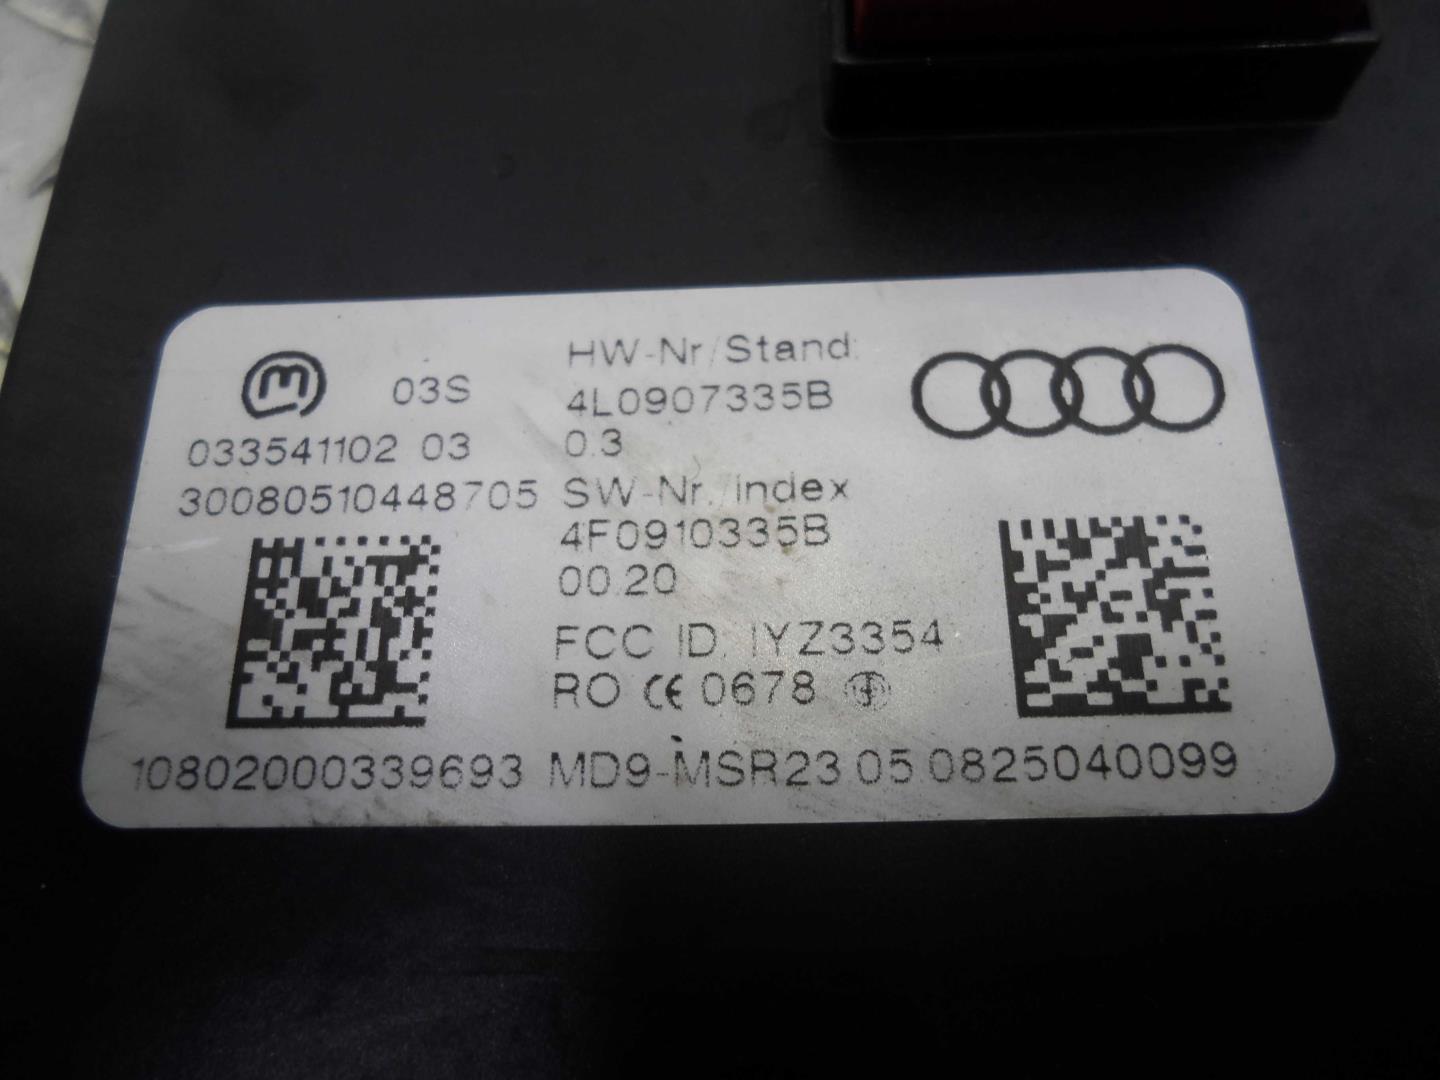 03S
033541102 03
30080510448705
HW-Nr/Stand:
4L0907335B
0.3
SW-Nr./Index
4F0910335B
00.20
FCC ID. IYZ3354
RO CE 0678
10802000339693 MD9-MSR23 05.0825040099